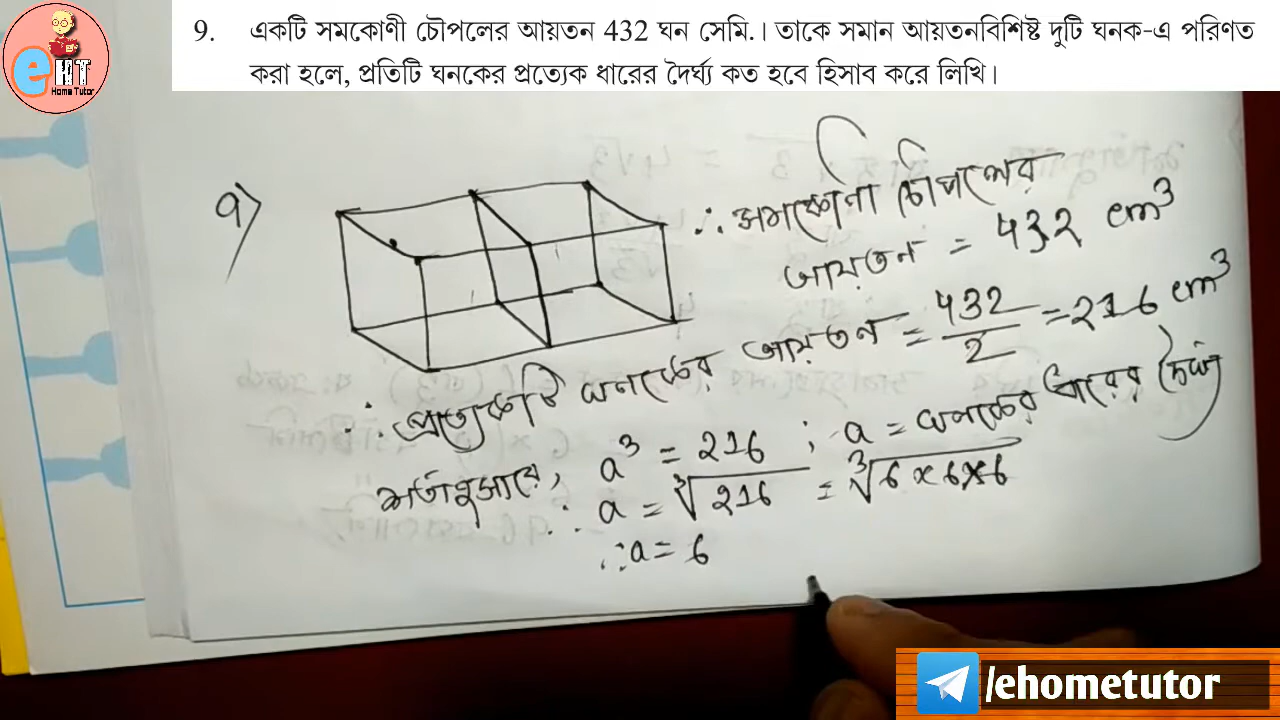 e HT
Home Tutor
9. একটি সমকোণী চৌপলের আয়তন 432 ঘন সেমি.। তাকে সমান আয়তনবিশিষ্ট দুটি ঘনক-এ পরিণত
করা হলে, প্রতিটি ঘনকের প্রত্যেক ধারের দৈর্ঘ্য কত হবে হিসাব করে লিখি।
9)
∴ সমকোণী চৌপলের
আয়তন = 432 cm³
∴ প্রত্যেকটি ঘনকের আয়তন = 432/2 = 216 cm³
শর্তানুসারে, a³ = 216 ; a = ঘনকের ধারের দৈর্ঘ্য
∴ a = ∛216 = ∛6×6×6
∴ a = 6
/ehometutor